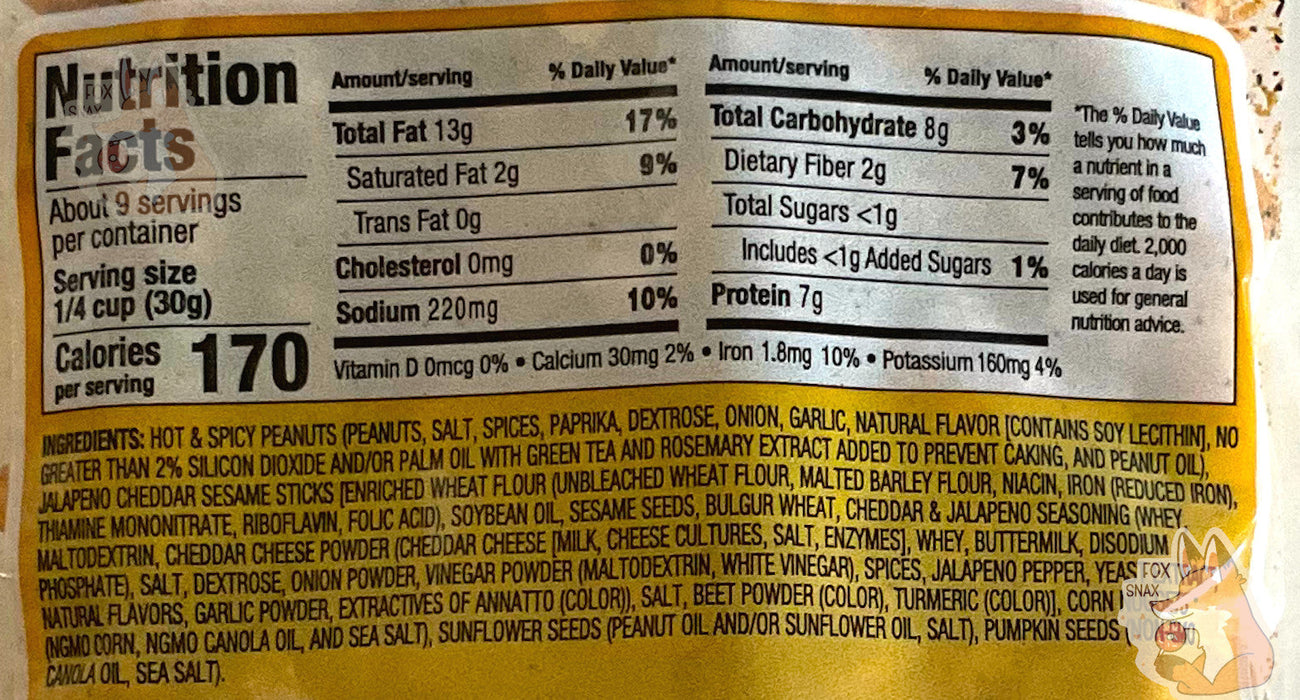 Nutrition
Facts
About 9 servings
per container
Serving size
1/4 cup (30g)
Calories
per serving
170
Amount/serving % Daily Value*
Total Fat 13g 17%
Saturated Fat 2g 9%
Trans Fat 0g
Cholesterol 0mg 0%
Sodium 220mg 10%
Amount/serving % Daily Value*
Total Carbohydrate 8g 3%
Dietary Fiber 2g 7%
Total Sugars <1g
Includes <1g Added Sugars 1%
Protein 7g
Vitamin D 0mcg 0% • Calcium 30mg 2% • Iron 1.8mg 10% • Potassium 160mg 4%
*The % Daily Value
tells you how much
a nutrient in a
serving of food
contributes to the
daily diet. 2,000
calories a day is
used for general
nutrition advice.
INGREDIENTS: HOT & SPICY PEANUTS (PEANUTS, SALT, SPICES, PAPRIKA, DEXTROSE, ONION, GARLIC, NATURAL FLAVOR [CONTAINS SOY LECITHIN], NO
GREATER THAN 2% SILICON DIOXIDE AND/OR PALM OIL WITH GREEN TEA AND ROSEMARY EXTRACT ADDED TO PREVENT CAKING, AND PEANUT OIL),
JALAPENO CHEDDAR SESAME STICKS [ENRICHED WHEAT FLOUR (UNBLEACHED WHEAT FLOUR, MALTED BARLEY FLOUR, NIACIN, IRON (REDUCED IRON),
THIAMINE MONONITRATE, RIBOFLAVIN, FOLIC ACID), SOYBEAN OIL, SESAME SEEDS, BULGUR WHEAT, CHEDDAR & JALAPENO SEASONING (WHEY,
MALTODEXTRIN, CHEDDAR CHEESE POWDER (CHEDDAR CHEESE [MILK, CHEESE CULTURES, SALT, ENZYMES], WHEY, BUTTERMILK, DISODIUM
PHOSPHATE), SALT, DEXTROSE, ONION POWDER, VINEGAR POWDER (MALTODEXTRIN, WHITE VINEGAR), SPICES, JALAPENO PEPPER,
NATURAL FLAVORS, GARLIC POWDER, EXTRACTIVES OF ANNATTO (COLOR)), SALT, BEET POWDER (COLOR), TURMERIC (COLOR)], CORN
(NGMO CORN, NGMO CANOLA OIL, AND SEA SALT), SUNFLOWER SEEDS (PEANUT OIL AND/OR SUNFLOWER OIL, SALT), PUMPKIN SEEDS (
CANOLA OIL, SEA SALT).
FOX
SNAX
FOX
SNAX